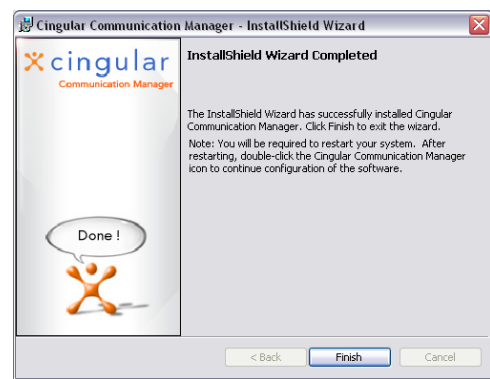 Cingular Communication Manager - InstallShield Wizard
cingular
Communication Manager
InstallShield Wizard Completed
The InstallShield Wizard has successfully installed Cingular
Communication Manager. Click Finish to exit the wizard.
Note: You will be required to restart your system. After
restarting, double-click the Cingular Communication Manager
icon to continue configuration of the software.
Done !
< Back
Finish
Cancel